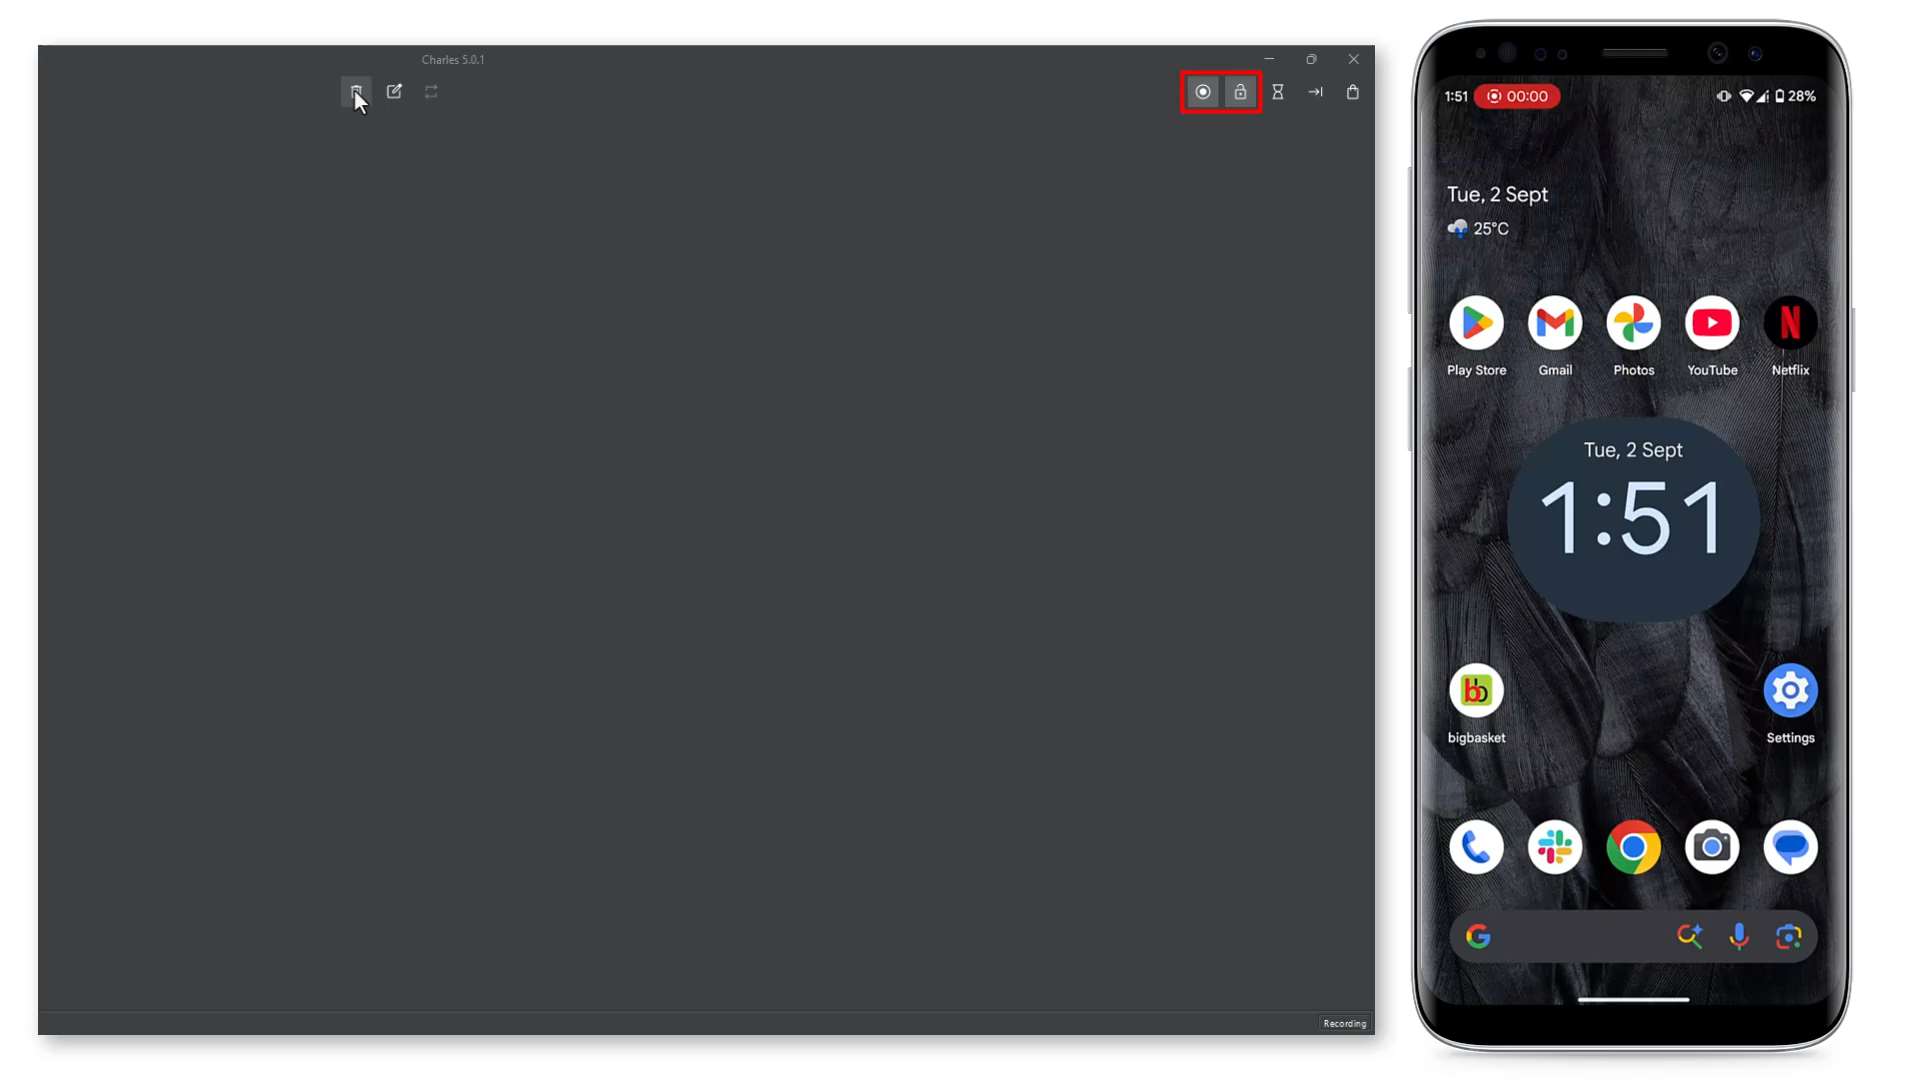 Charles 5.0.1
Recording
1:51 00:00 28%
Tue, 2 Sept
25°C
Play Store Gmail Photos YouTube Netflix
Tue, 2 Sept
1:51
bigbasket Settings